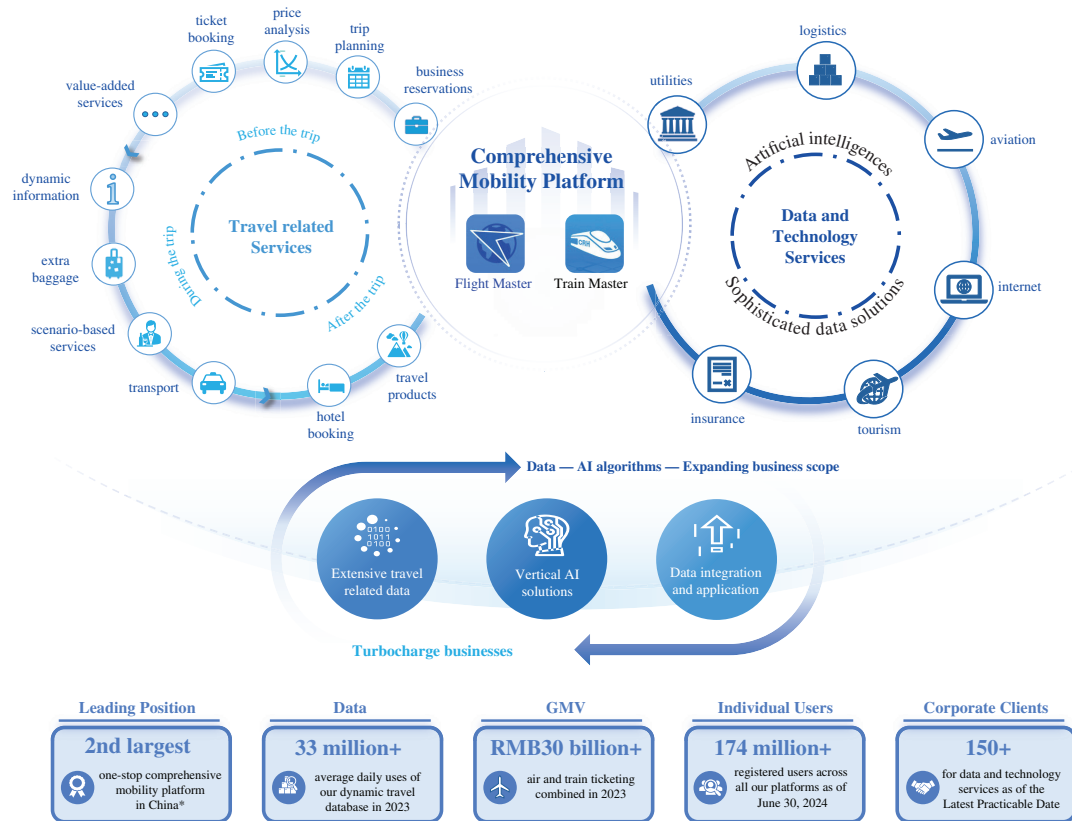 ticket
booking
price
analysis
trip
planning
business
reservations
value-added
services
dynamic
information
extra
baggage
scenario-based
services
transport
hotel
booking
travel
products
Before the trip
During the trip
After the trip
Travel related
Services
Comprehensive
Mobility Platform
CRH
Flight Master
Train Master
utilities
logistics
aviation
internet
tourism
insurance
Artificial intelligences
Data and
Technology
Services
Sophisticated data solutions
Data — AI algorithms — Expanding business scope
0100
1011
0100
Extensive travel
related data
Vertical AI
solutions
Data integration
and application
Turbocharge businesses
Leading Position
2nd largest
one-stop comprehensive
mobility platform
in China*
Data
33 million+
average daily uses of
our dynamic travel
database in 2023
GMV
RMB30 billion+
air and train ticketing
combined in 2023
Individual Users
174 million+
registered users across
all our platforms as of
June 30, 2024
Corporate Clients
150+
for data and technology
services as of the
Latest Practicable Date